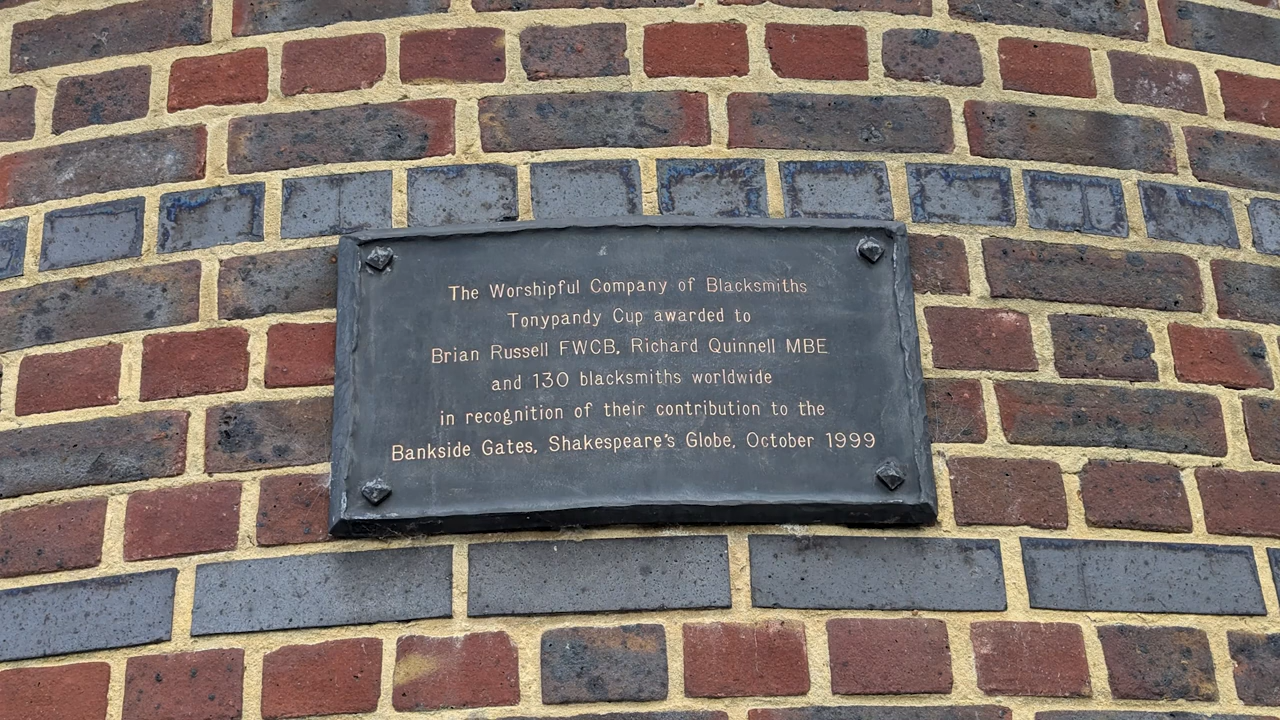 The Worshipful Company of Blacksmiths
Tonypandy Cup awarded to
Brian Russell FWCB, Richard Quinnell MBE
and 130 blacksmiths worldwide
in recognition of their contribution to the
Bankside Gates, Shakespeare's Globe, October 1999